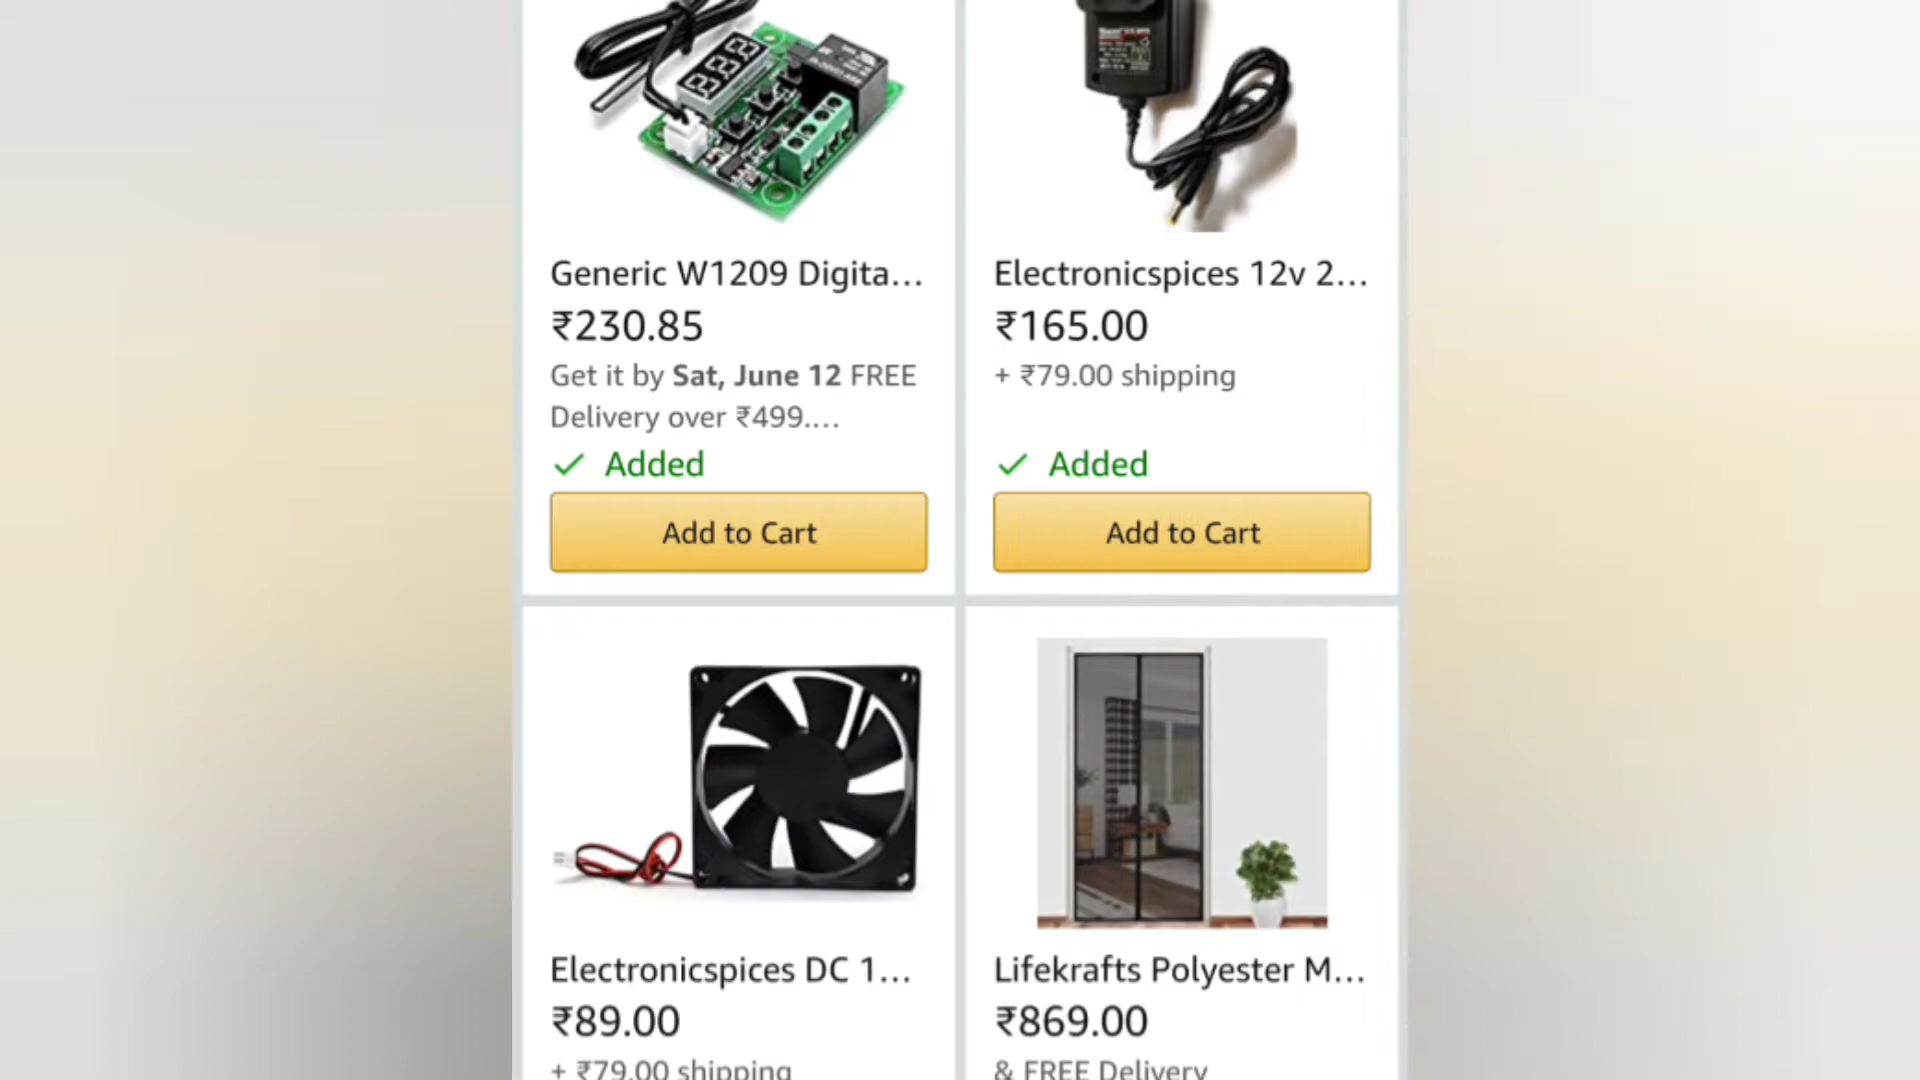 Generic W1209 Digita...
₹230.85
Get it by Sat, June 12 FREE
Delivery over ₹499....
✓ Added
Add to Cart
Electronicspices 12v 2...
₹165.00
+ ₹79.00 shipping
✓ Added
Add to Cart
Electronicspices DC 1...
₹89.00
+ ₹79.00 shipping
Lifekrafts Polyester M...
₹869.00
& FREE Delivery